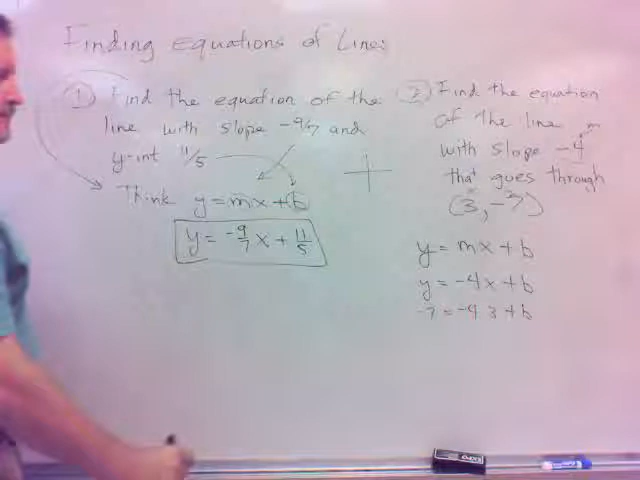 Finding Equations of Lines
① Find the equation of the
line with slope -9/7 and
y-int 11/5
Think y = mx + b
y = -9/7 x + 11/5
② Find the equation
of the line m
with slope -4
that goes through
(3, -7)
y = mx + b
y = -4x + b
-7 = -4 3 + b
EXPO